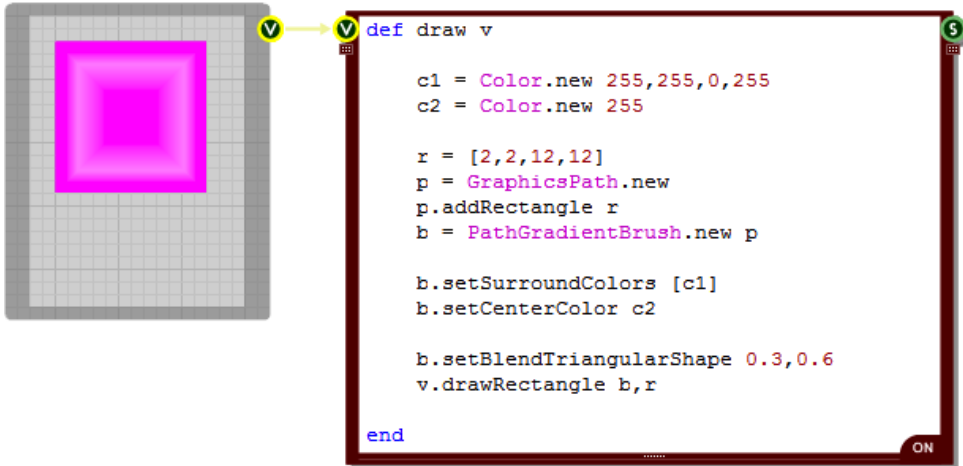 V
V def draw v S
c1 = Color.new 255,255,0,255
c2 = Color.new 255
r = [2,2,12,12]
p = GraphicsPath.new
p.addRectangle r
b = PathGradientBrush.new p
b.setSurroundColors [c1]
b.setCenterColor c2
b.setBlendTriangularShape 0.3,0.6
v.drawRectangle b,r
end
ON